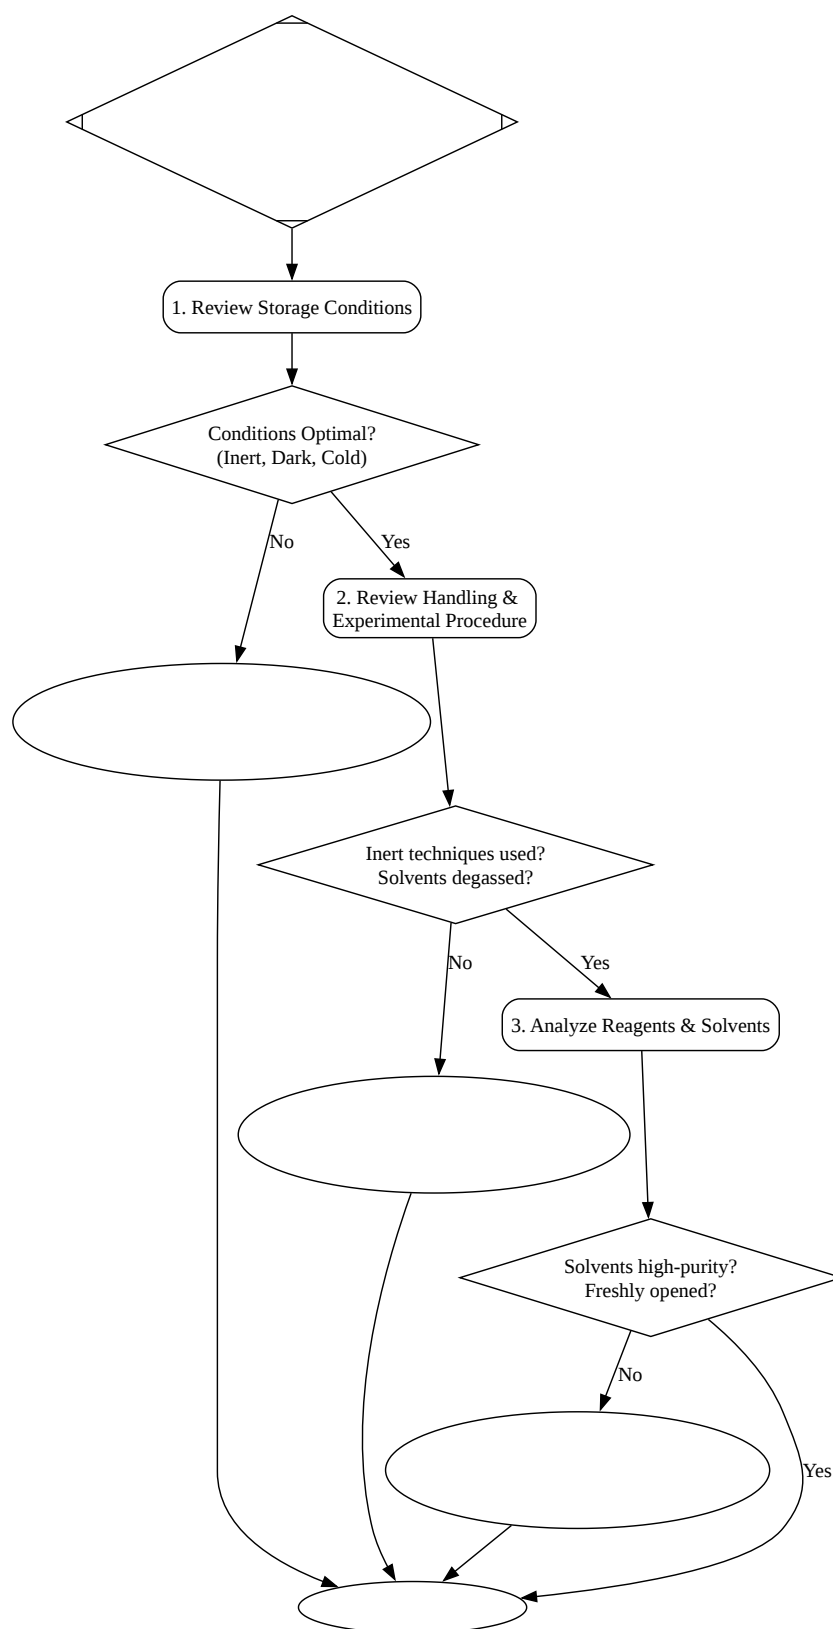 1. Review Storage Conditions
Conditions Optimal?
(Inert, Dark, Cold)
No
Yes
2. Review Handling &
Experimental Procedure
Inert techniques used?
Solvents degassed?
No
Yes
3. Analyze Reagents & Solvents
Solvents high-purity?
Freshly opened?
No
Yes